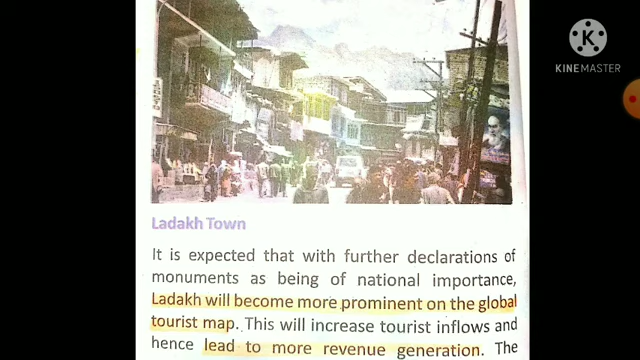 KINEMASTER
Ladakh Town
It is expected that with further declarations of
monuments as being of national importance,
Ladakh will become more prominent on the global
tourist map. This will increase tourist inflows and
hence lead to more revenue generation. The